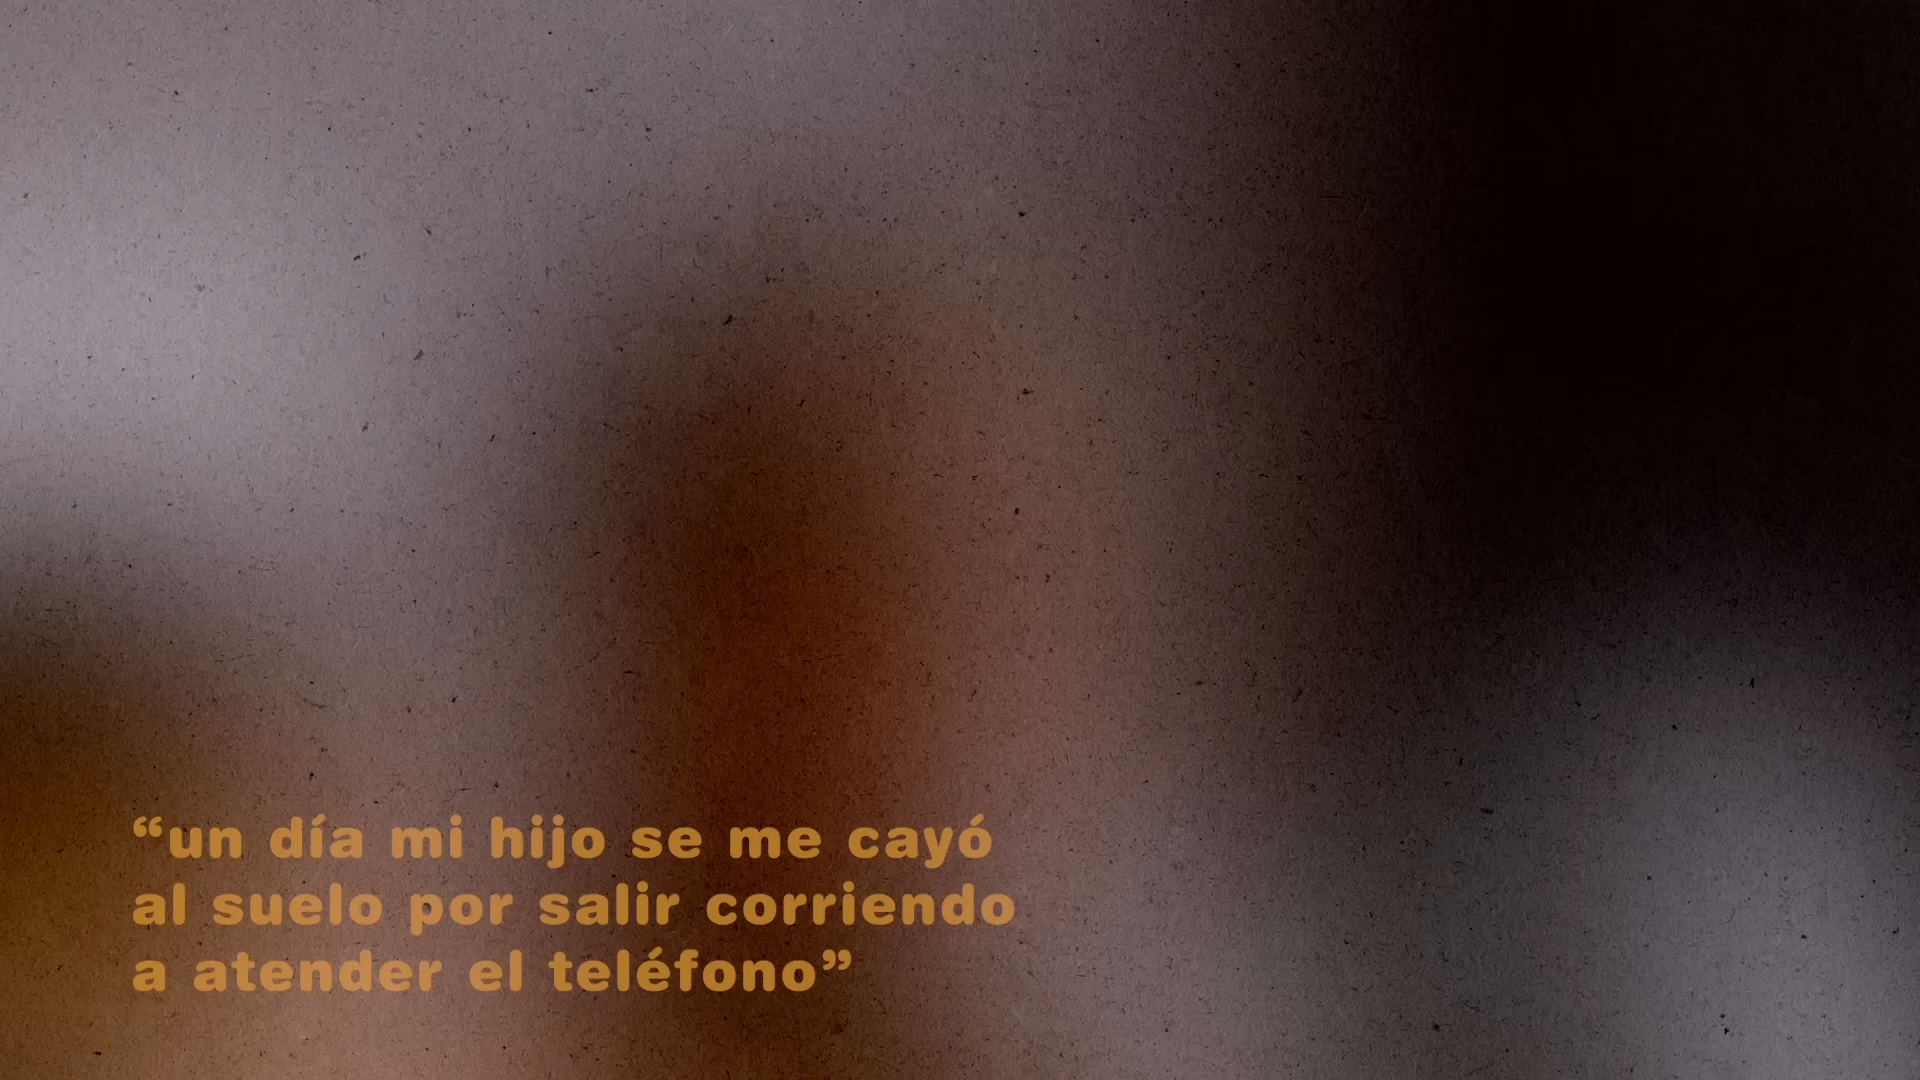 “un día mi hijo se me cayó
al suelo por salir corriendo
a atender el teléfono”